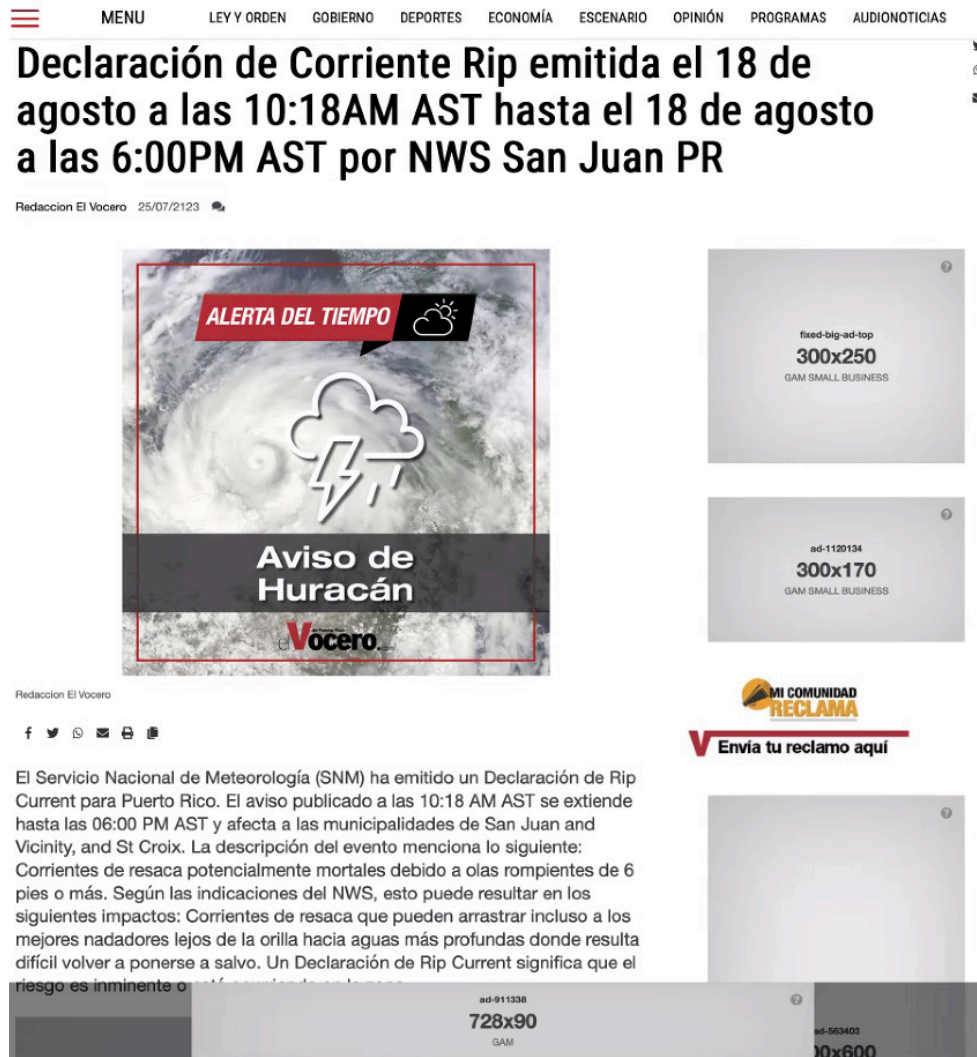 MENU LEY Y ORDEN GOBIERNO DEPORTES ECONOMÍA ESCENARIO OPINIÓN PROGRAMAS AUDIONOTICIAS
Declaración de Corriente Rip emitida el 18 de
agosto a las 10:18AM AST hasta el 18 de agosto
a las 6:00PM AST por NWS San Juan PR
Redaccion El Vocero 25/07/2123
ALERTA DEL TIEMPO
Aviso de
Huracán
el Vocero.com
fixed-big-ad-top
300x250
GAM SMALL BUSINESS
ad-1120134
300x170
GAM SMALL BUSINESS
MI COMUNIDAD
RECLAMA
Envía tu reclamo aquí
Redaccion El Vocero
El Servicio Nacional de Meteorología (SNM) ha emitido un Declaración de Rip
Current para Puerto Rico. El aviso publicado a las 10:18 AM AST se extiende
hasta las 06:00 PM AST y afecta a las municipalidades de San Juan and
Vicinity, and St Croix. La descripción del evento menciona lo siguiente:
Corrientes de resaca potencialmente mortales debido a olas rompientes de 6
pies o más. Según las indicaciones del NWS, esto puede resultar en los
siguientes impactos: Corrientes de resaca que pueden arrastrar incluso a los
mejores nadadores lejos de la orilla hacia aguas más profundas donde resulta
difícil volver a ponerse a salvo. Un Declaración de Rip Current significa que el
riesgo es inminente o
ad-911338
728x90
GAM
ad-563403
00x600